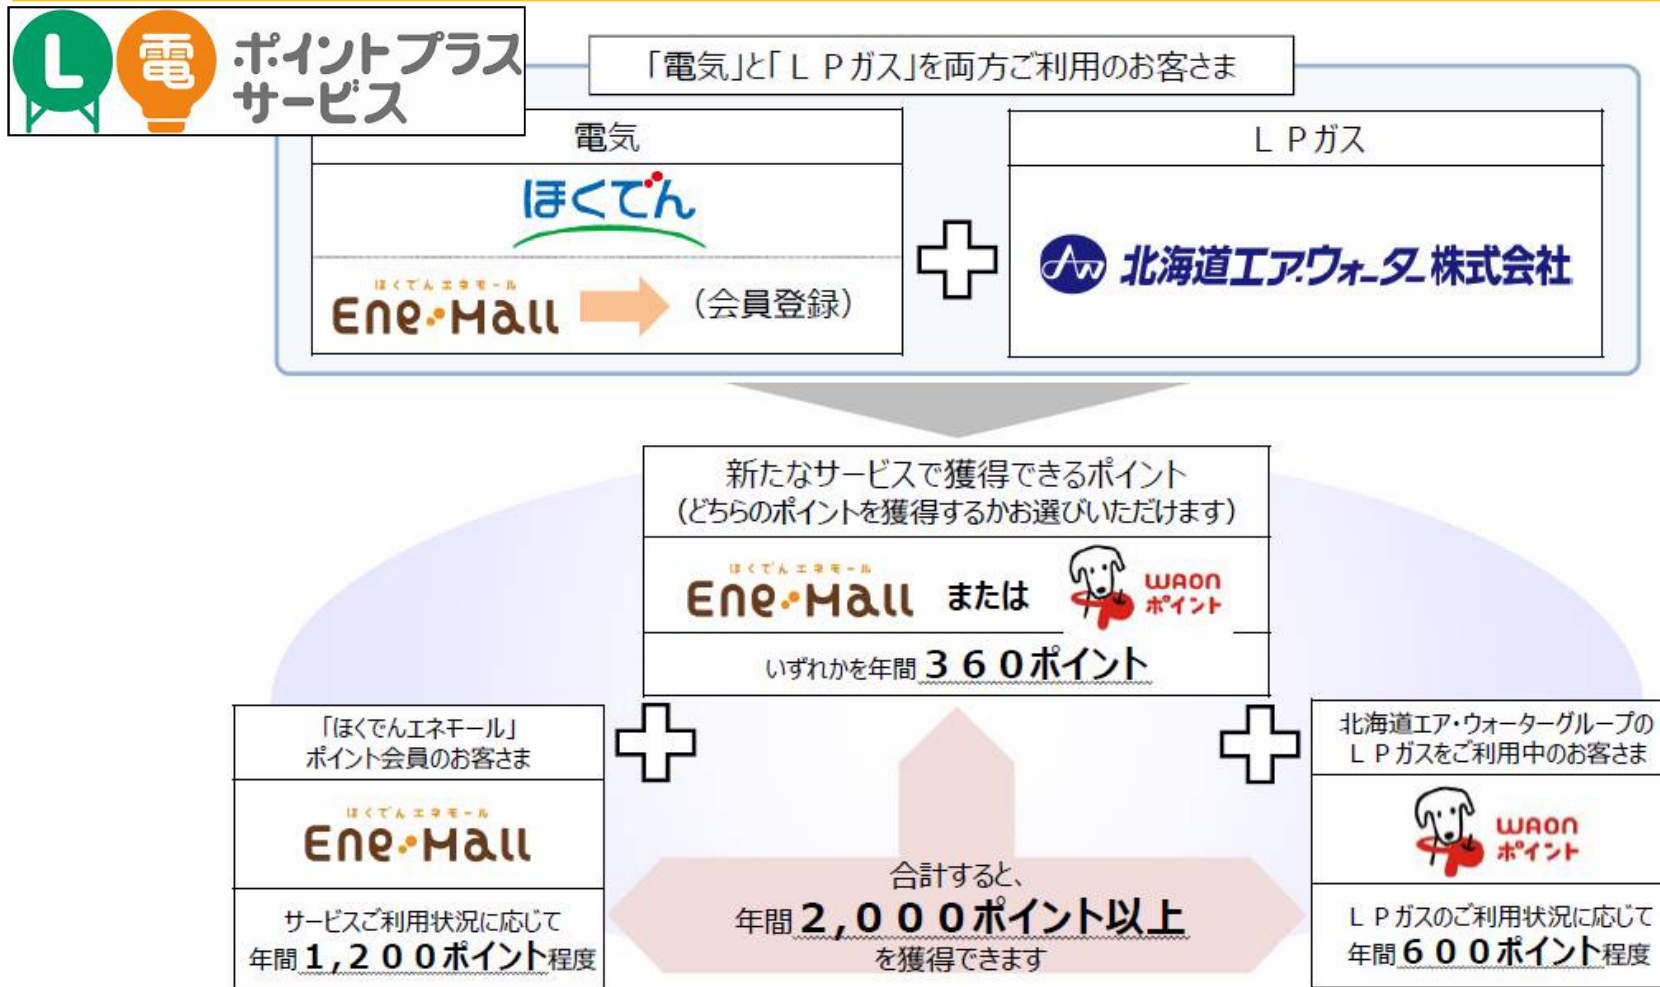 L 電 ポイントプラス
サービス
「電気」と「ＬＰガス」を両方ご利用のお客さま
電気
ほくでん
ほくでんエネモール
Ene・Mall
（会員登録）
ＬＰガス
AW 北海道エア・ウォーター株式会社
新たなサービスで獲得できるポイント
（どちらのポイントを獲得するかお選びいただけます）
ほくでんエネモール
Ene・Mall または WAON
ポイント
いずれかを年間３６０ポイント
「ほくでんエネモール」
ポイント会員のお客さま
ほくでんエネモール
Ene・Mall
サービスご利用状況に応じて
年間１,２００ポイント程度
合計すると、
年間２,０００ポイント以上
を獲得できます
北海道エア・ウォーターグループの
ＬＰガスをご利用中のお客さま
WAON
ポイント
ＬＰガスのご利用状況に応じて
年間６００ポイント程度